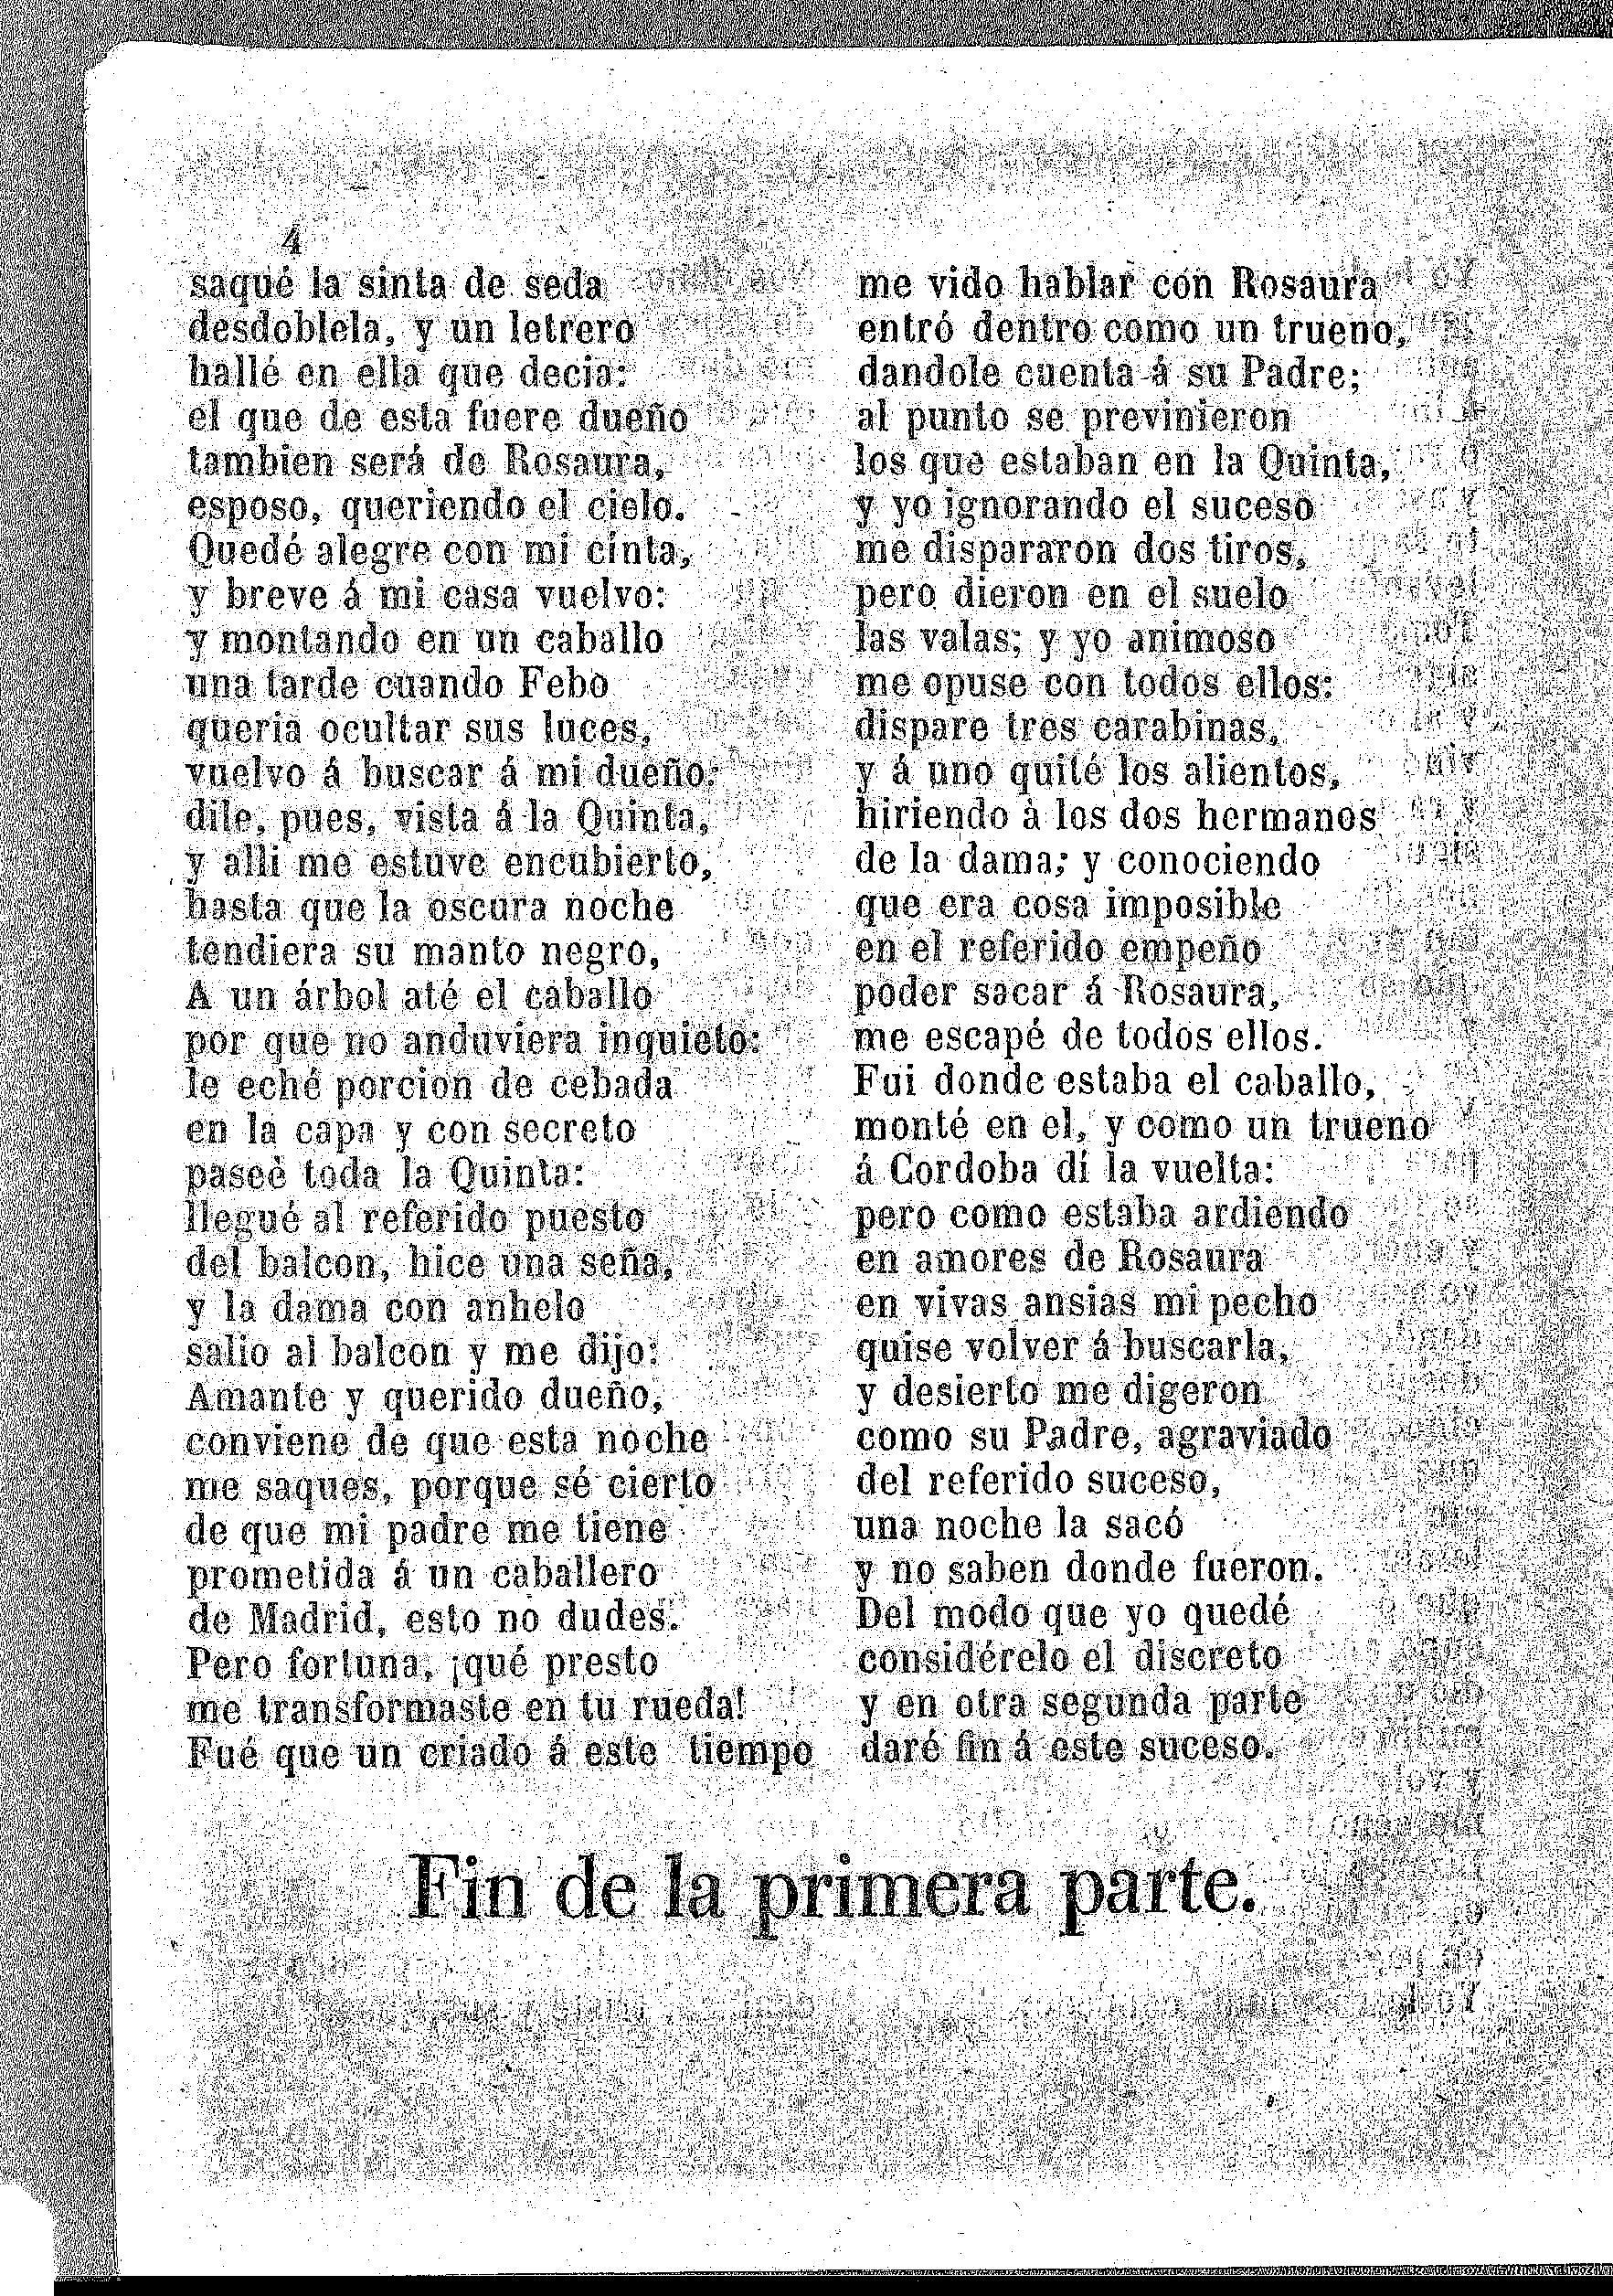 4
saqué la sinta de seda
desdoblela, y un letrero
hallé en ella que decia:
el que de esta fuere dueño
tambien será de Rosaura,
esposo, queriendo el cielo.
Quedé alegre con mi cinta,
y breve á mi casa vuelvo:
y montando en un caballo
una tarde cuando Febo
queria ocultar sus luces,
vuelvo á buscar á mi dueño:
dile, pues, vista á la Quinta,
y alli me estuve encubierto,
hasta que la oscura noche
tendiera su manto negro,
A un árbol até el caballo
por que no anduviera inquieto:
le eché porcion de cebada
en la capa y con secreto
paseé toda la Quinta:
llegué al referido puesto
del balcon, hice una seña,
y la dama con anhelo
salio al balcon y me dijo:
Amante y querido dueño,
conviene de que esta noche
me saques, porque sé cierto
de que mi padre me tiene
prometida á un caballero
de Madrid, esto no dudes.
Pero fortuna, ¡qué presto
me transformaste en tu rueda!
Fué que un criado á este tiempo
me vido hablar con Rosaura
entró dentro como un trueno,
dandole cuenta á su Padre;
al punto se previnieron
los que estaban en la Quinta,
y yo ignorando el suceso
me dispararon dos tiros,
pero dieron en el suelo
las valas; y yo animoso
me opuse con todos ellos:
dispare tres carabinas,
y á uno quité los alientos,
hiriendo à los dos hermanos
de la dama; y conociendo
que era cosa imposible
en el referido empeño
poder sacar á Rosaura,
me escapé de todos ellos.
Fui donde estaba el caballo,
monté en el, y como un trueno
á Cordoba dí la vuelta:
pero como estaba ardiendo
en amores de Rosaura
en vivas ansias mi pecho
quise volver á buscarla,
y desierto me digeron
como su Padre, agraviado
del referido suceso,
una noche la sacó
y no saben donde fueron.
Del modo que yo quedé
considérelo el discreto
y en otra segunda parte
daré fin á este suceso.
Fin de la primera parte.